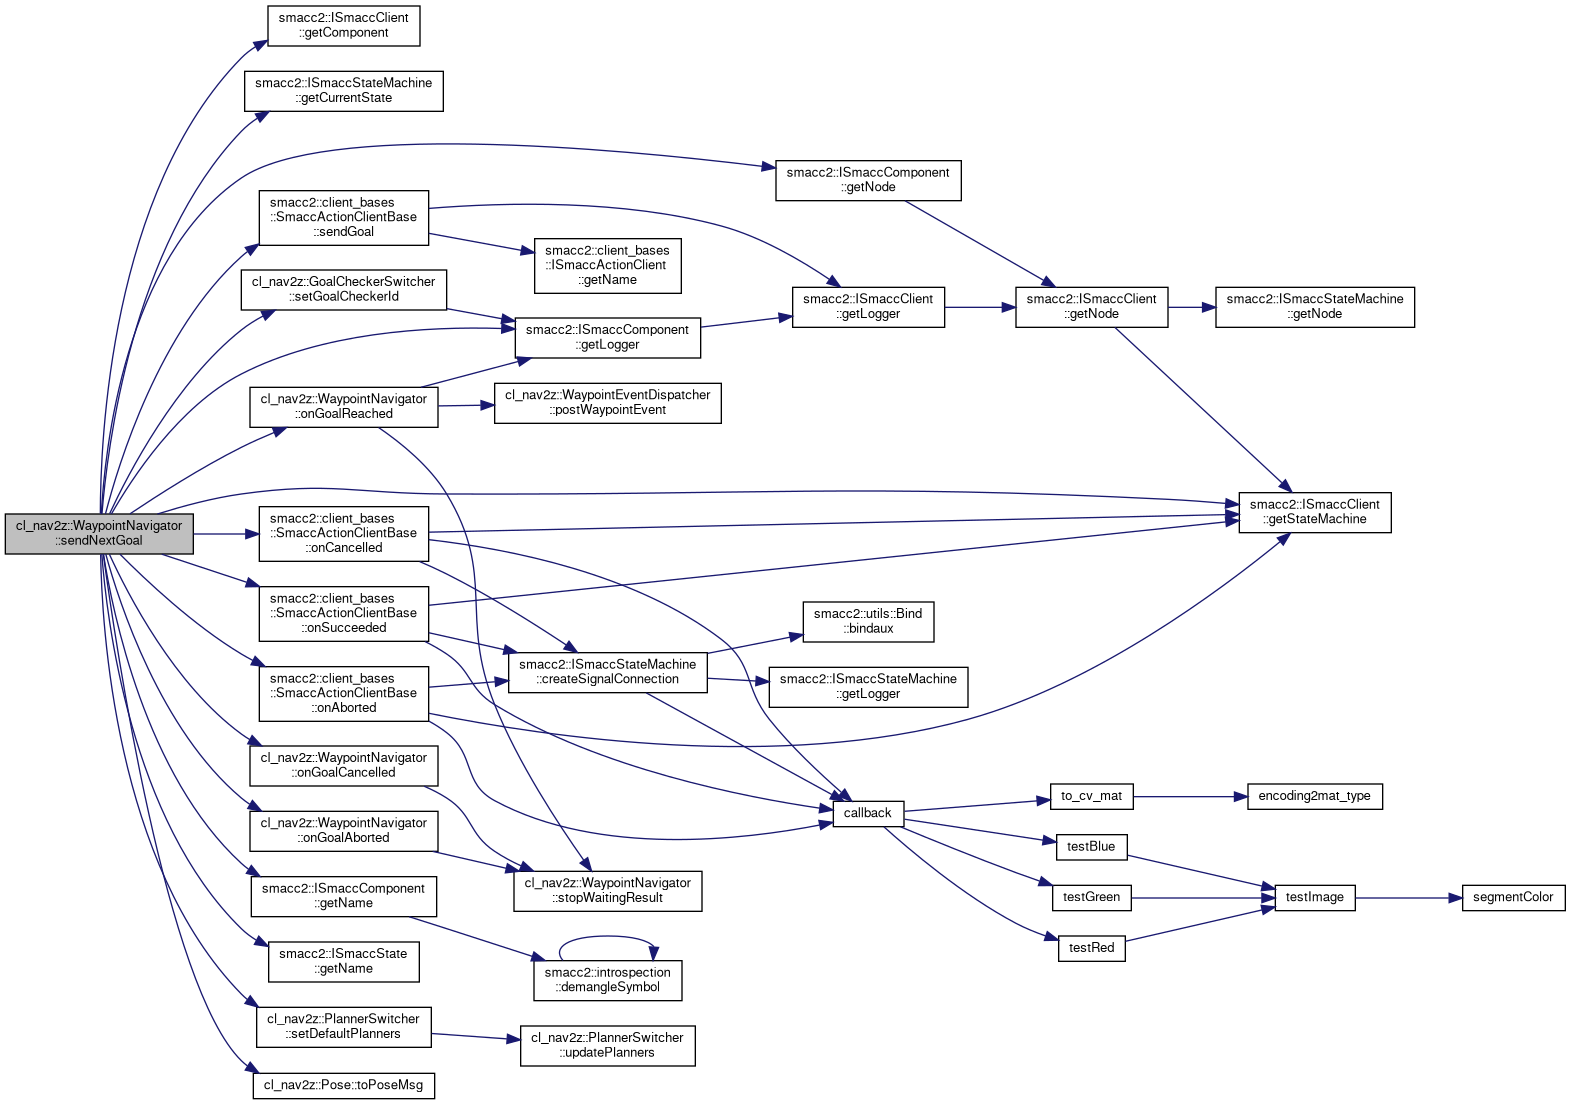 smacc2::ISmaccClient
::getComponent
smacc2::ISmaccStateMachine
::getCurrentState
smacc2::ISmaccComponent
::getNode
smacc2::client_bases
::SmaccActionClientBase
::sendGoal
smacc2::client_bases
::ISmaccActionClient
::getName
cl_nav2z::GoalCheckerSwitcher
::setGoalCheckerId
smacc2::ISmaccClient
::getLogger
smacc2::ISmaccClient
::getNode
smacc2::ISmaccStateMachine
::getNode
smacc2::ISmaccComponent
::getLogger
cl_nav2z::WaypointNavigator
::onGoalReached
cl_nav2z::WaypointEventDispatcher
::postWaypointEvent
cl_nav2z::WaypointNavigator
::sendNextGoal
smacc2::client_bases
::SmaccActionClientBase
::onCancelled
smacc2::ISmaccClient
::getStateMachine
smacc2::client_bases
::SmaccActionClientBase
::onSucceeded
smacc2::utils::Bind
::bindaux
smacc2::client_bases
::SmaccActionClientBase
::onAborted
smacc2::ISmaccStateMachine
::createSignalConnection
smacc2::ISmaccStateMachine
::getLogger
cl_nav2z::WaypointNavigator
::onGoalCancelled
callback
to_cv_mat
encoding2mat_type
cl_nav2z::WaypointNavigator
::onGoalAborted
testBlue
smacc2::ISmaccComponent
::getName
cl_nav2z::WaypointNavigator
::stopWaitingResult
testGreen
testImage
segmentColor
testRed
smacc2::ISmaccState
::getName
smacc2::introspection
::demangleSymbol
cl_nav2z::PlannerSwitcher
::setDefaultPlanners
cl_nav2z::PlannerSwitcher
::updatePlanners
cl_nav2z::Pose::toPoseMsg